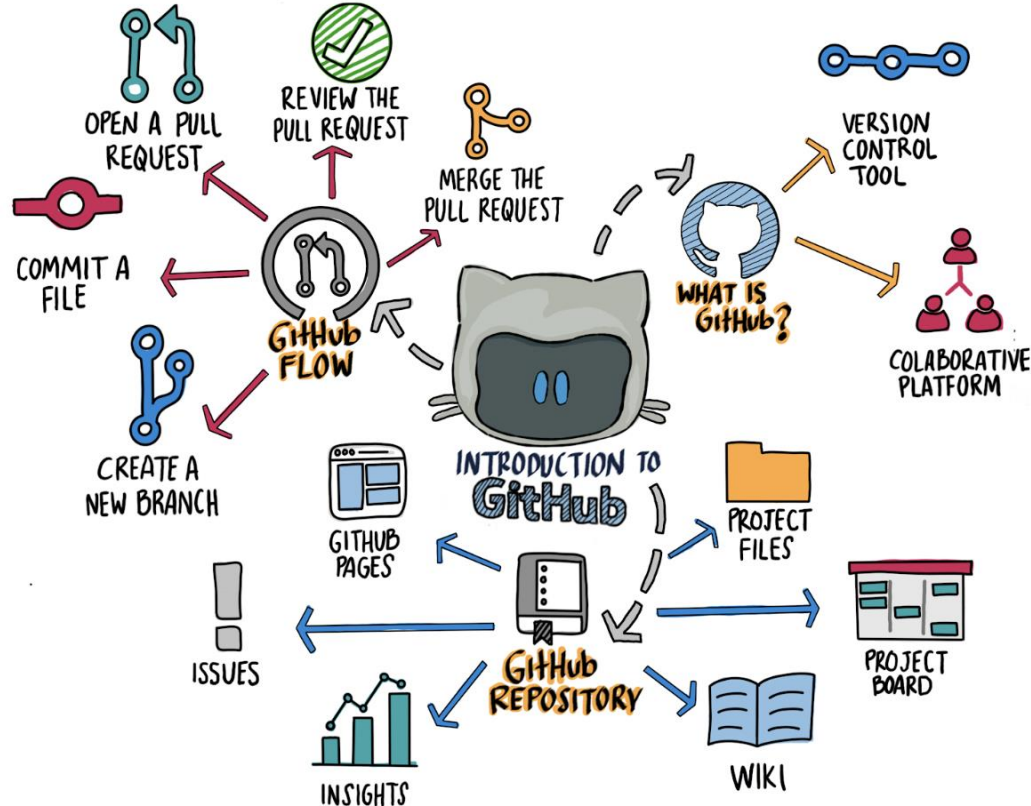 OPEN A PULL
REQUEST
REVIEW THE
PULL REQUEST
MERGE THE
PULL REQUEST
COMMIT A
FILE
GitHub
FLOW
CREATE A
NEW BRANCH
VERSION
CONTROL
TOOL
WHAT IS
GitHub?
COLABORATIVE
PLATFORM
INTRODUCTION TO
GitHub
GITHUB
PAGES
PROJECT
FILES
ISSUES
GitHub
REPOSITORY
PROJECT
BOARD
INSIGHTS
WIKI